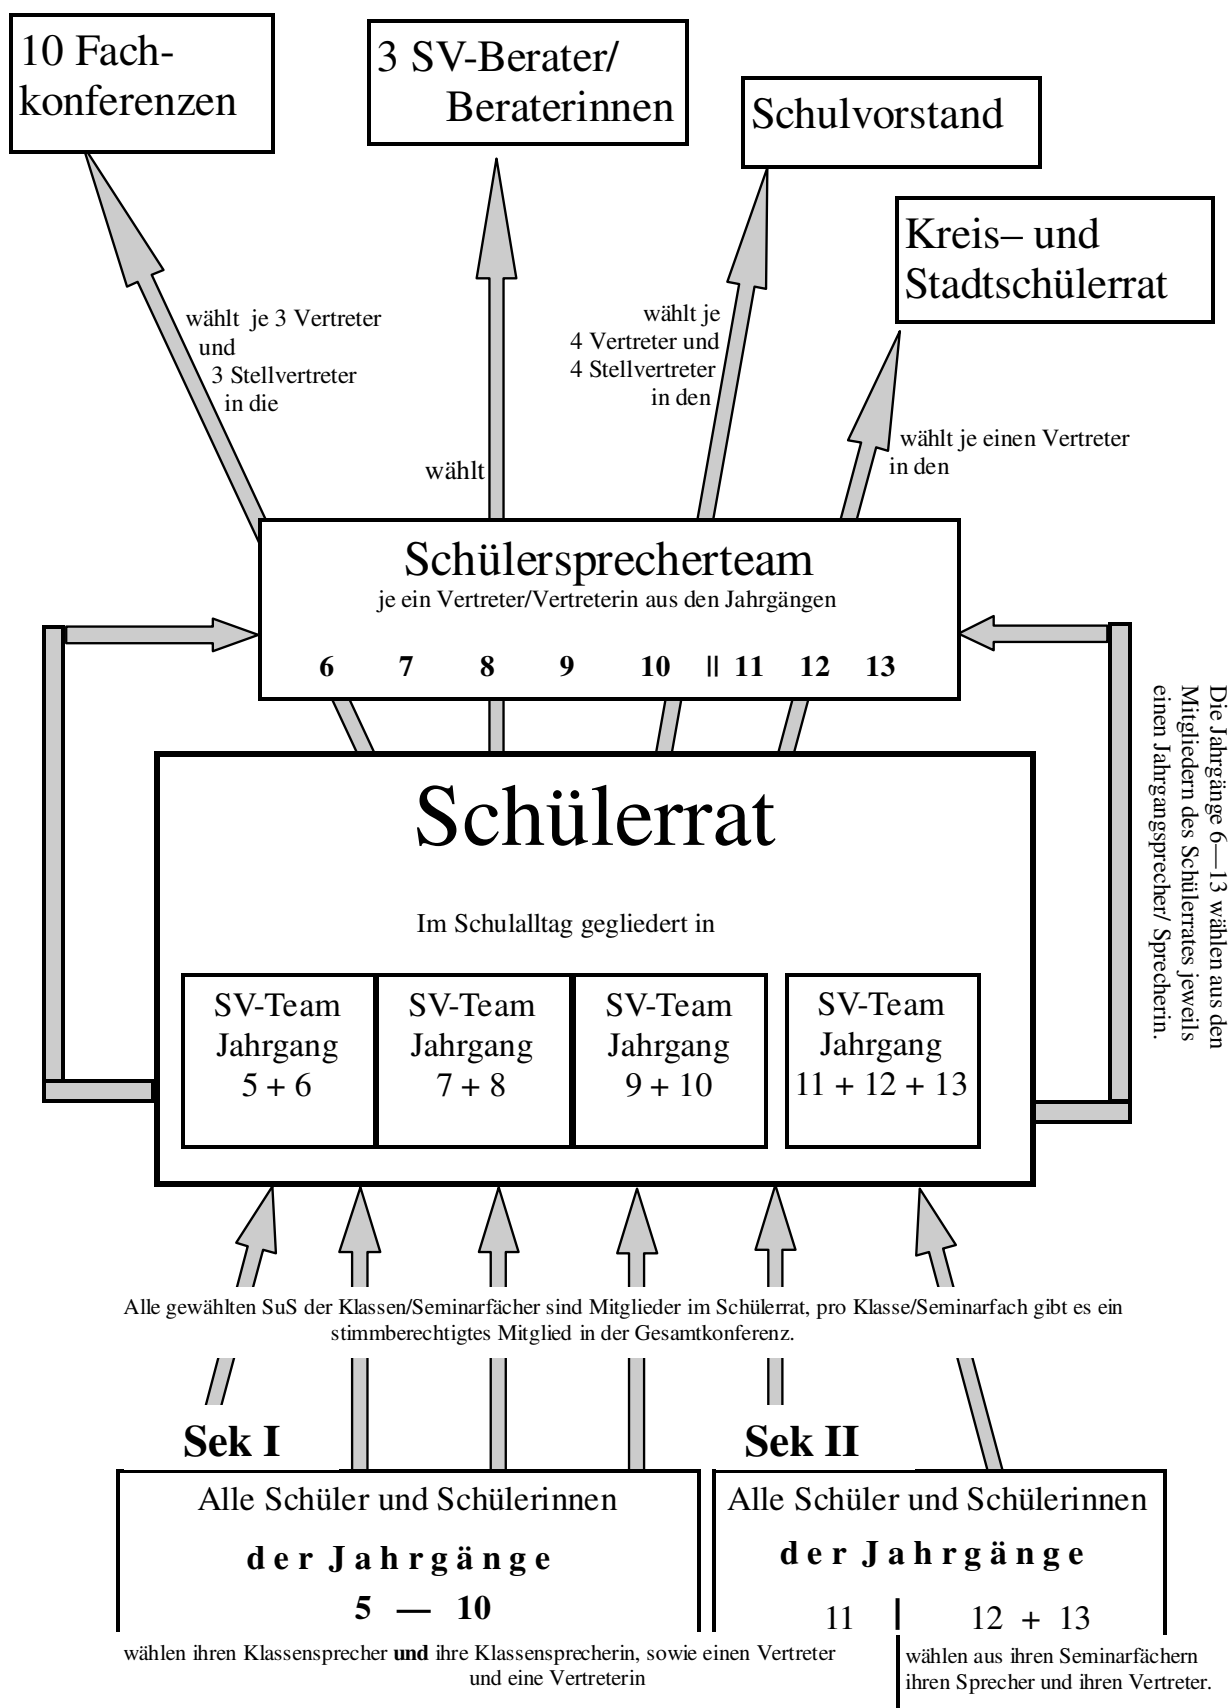 10 Fach-
konferenzen
3 SV-Berater/
Beraterinnen
Schulvorstand
Kreis– und
Stadtschülerrat
wählt je 3 Vertreter
und
3 Stellvertreter
in die
wählt
wählt je
4 Vertreter und
4 Stellvertreter
in den
wählt je einen Vertreter
in den
Schülersprecherteam
je ein Vertreter/Vertreterin aus den Jahrgängen
6 7 8 9 10 || 11 12 13
Die Jahrgänge 6—13 wählen aus den
Mitgliedern des Schülerrates jeweils
einen Jahrgangsprecher/ Sprecherin.
Schülerrat
Im Schulalltag gegliedert in
SV-Team
Jahrgang
5 + 6
SV-Team
Jahrgang
7 + 8
SV-Team
Jahrgang
9 + 10
SV-Team
Jahrgang
11 + 12 + 13
Alle gewählten SuS der Klassen/Seminarfächer sind Mitglieder im Schülerrat, pro Klasse/Seminarfach gibt es ein
stimmberechtigtes Mitglied in der Gesamtkonferenz.
Sek I
Alle Schüler und Schülerinnen
der Jahrgänge
5 — 10
wählen ihren Klassensprecher und ihre Klassensprecherin, sowie einen Vertreter
und eine Vertreterin
Sek II
Alle Schüler und Schülerinnen
der Jahrgänge
11 | 12 + 13
wählen aus ihren Seminarfächern
ihren Sprecher und ihren Vertreter.